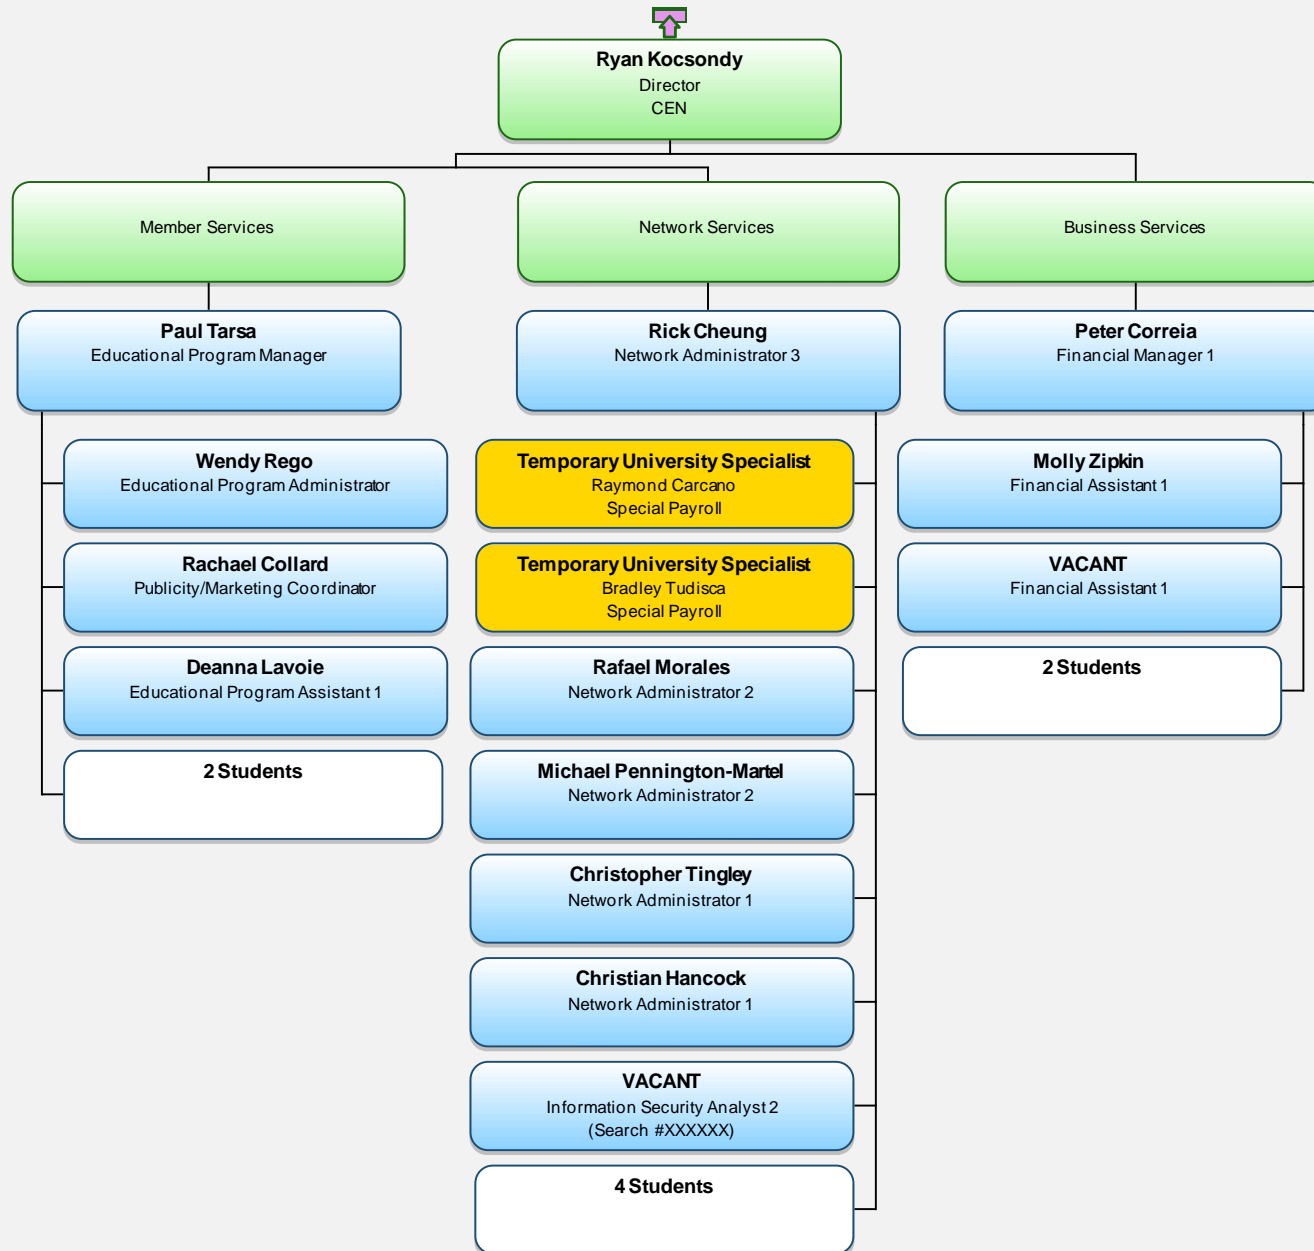 Ryan Kocsondy
Director
CEN
Member Services
Network Services
Business Services
Paul Tarsa
Educational Program Manager
Rick Cheung
Network Administrator 3
Peter Correia
Financial Manager 1
Wendy Rego
Educational Program Administrator
Rachael Collard
Publicity/Marketing Coordinator
Deanna Lavoie
Educational Program Assistant 1
2 Students
Temporary University Specialist
Raymond Carcano
Special Payroll
Temporary University Specialist
Bradley Tudisca
Special Payroll
Rafael Morales
Network Administrator 2
Michael Pennington-Martel
Network Administrator 2
Christopher Tingley
Network Administrator 1
Christian Hancock
Network Administrator 1
VACANT
Information Security Analyst 2
(Search #XXXXXX)
4 Students
Molly Zipkin
Financial Assistant 1
VACANT
Financial Assistant 1
2 Students